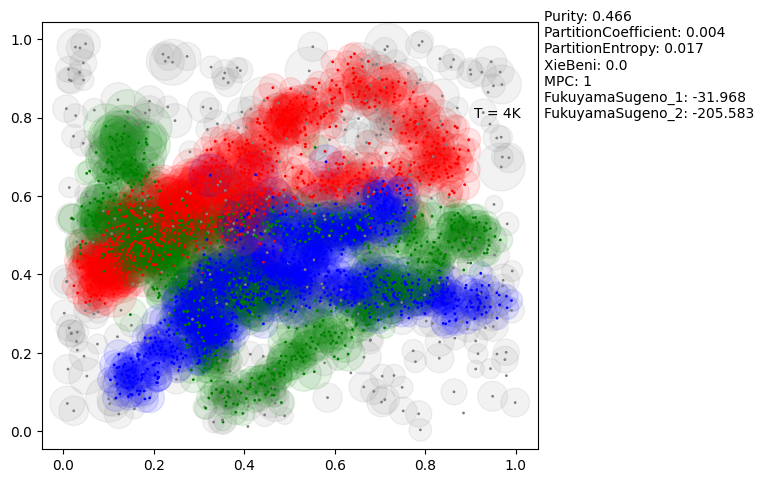 Purity: 0.466
PartitionCoefficient: 0.004
PartitionEntropy: 0.017
XieBeni: 0.0
MPC: 1
FukuyamaSugeno_1: -31.968
FukuyamaSugeno_2: -205.583
T = 4K
1.0
0.8
0.6
0.4
0.2
0.0
0.0 0.2 0.4 0.6 0.8 1.0